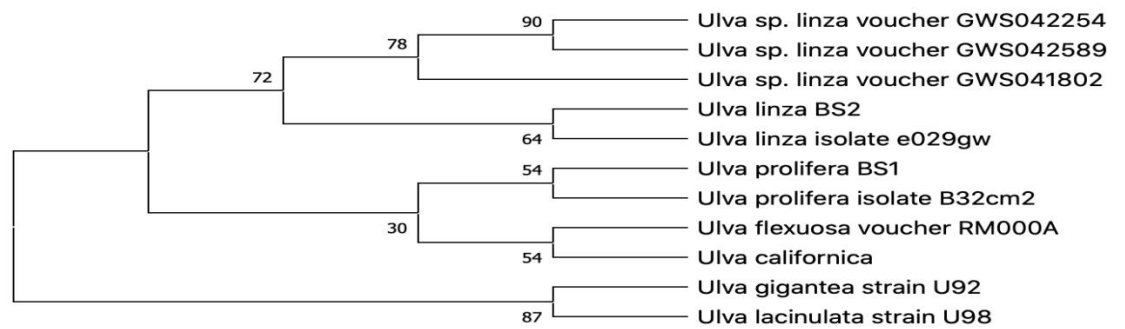 90
Ulva sp. linza voucher GWS042254
78
Ulva sp. linza voucher GWS042589
72
Ulva sp. linza voucher GWS041802
Ulva linza BS2
64
Ulva linza isolate e029gw
54
Ulva prolifera BS1
Ulva prolifera isolate B32cm2
30
Ulva flexuosa voucher RM000A
54
Ulva californica
Ulva gigantea strain U92
87
Ulva lacinulata strain U98